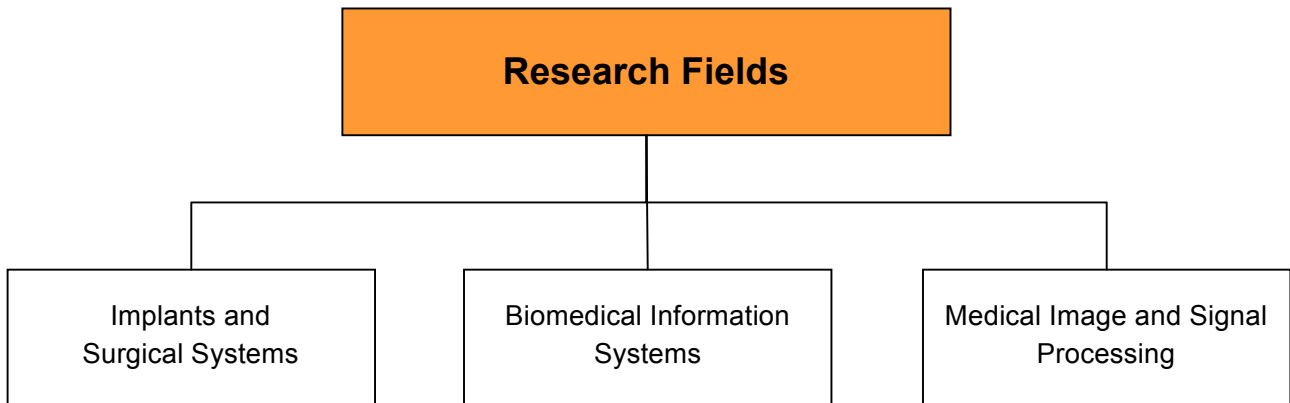 Research Fields
Implants and
Surgical Systems
Biomedical Information
Systems
Medical Image and Signal
Processing